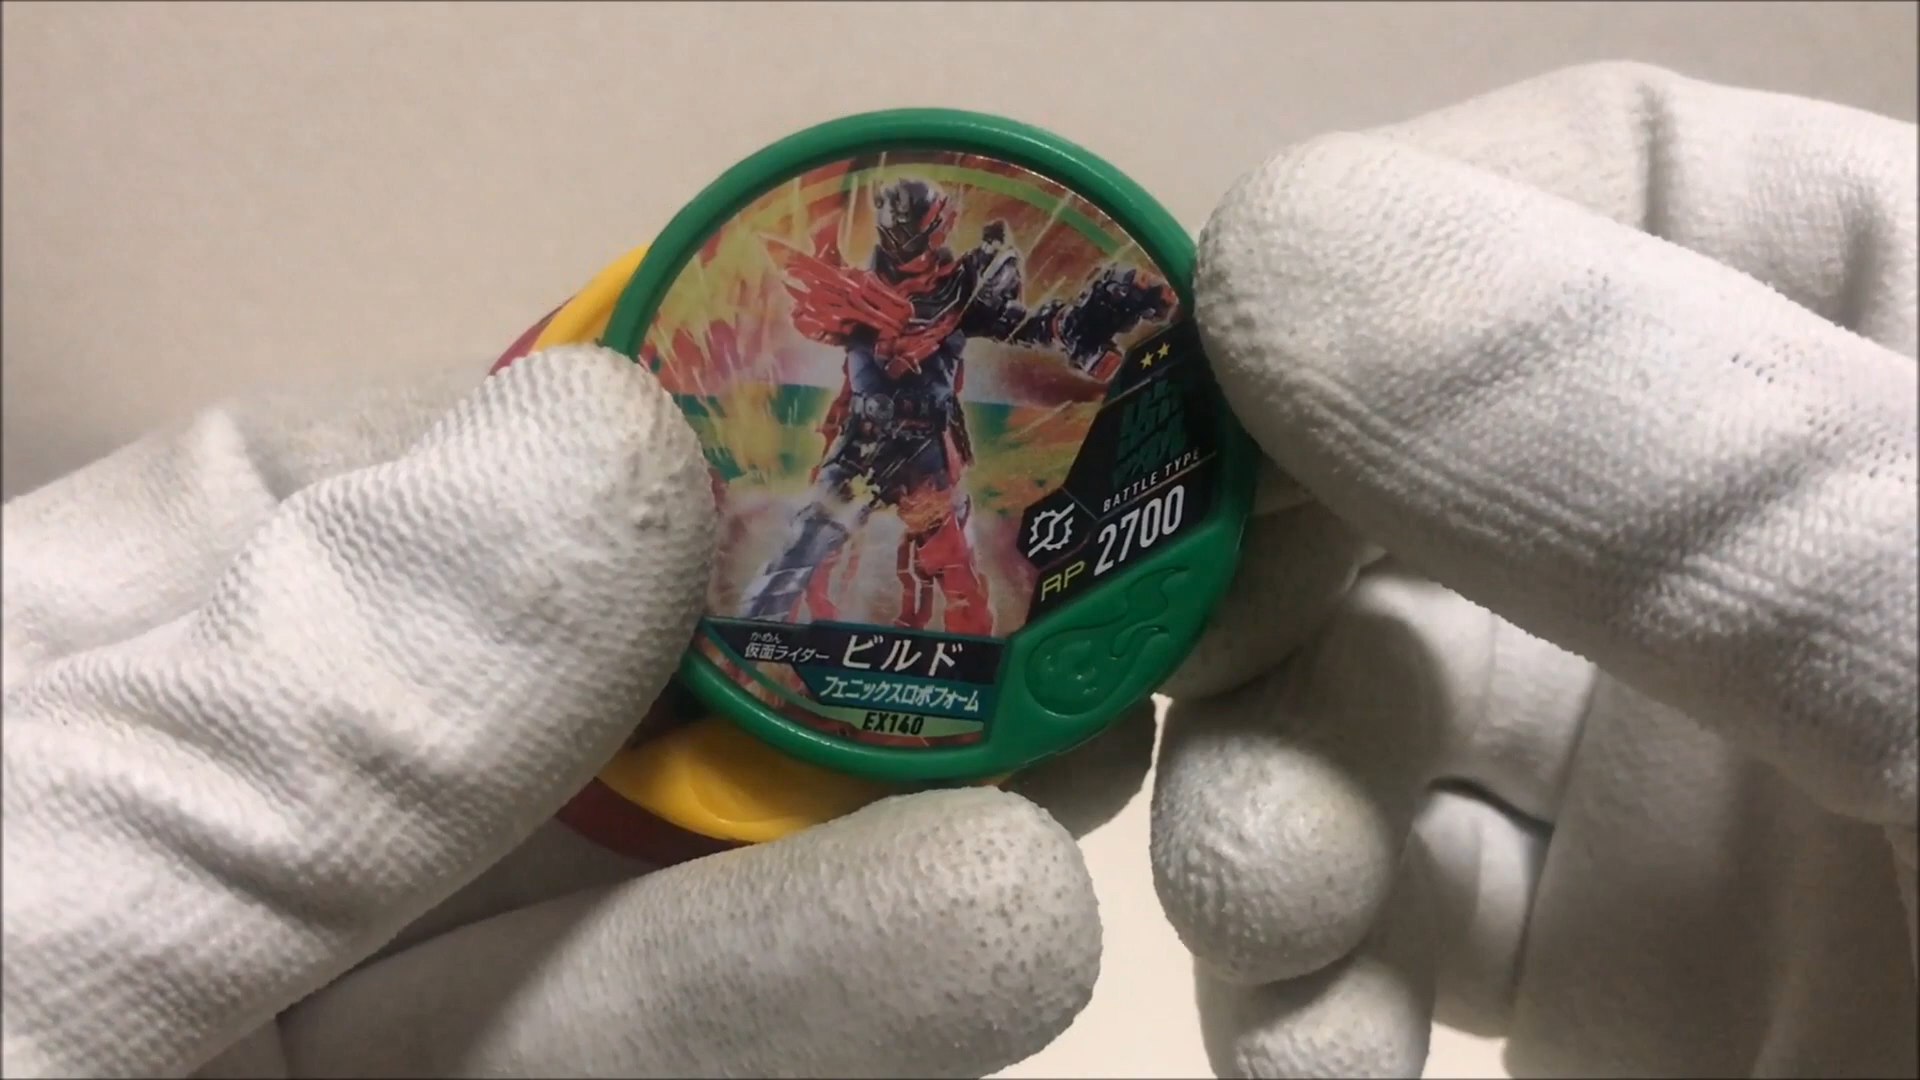 ★★
BATTLE TYPE
RP 2700
かめん
仮面ライダー ビルド
フェニックスロボフォーム
EX140